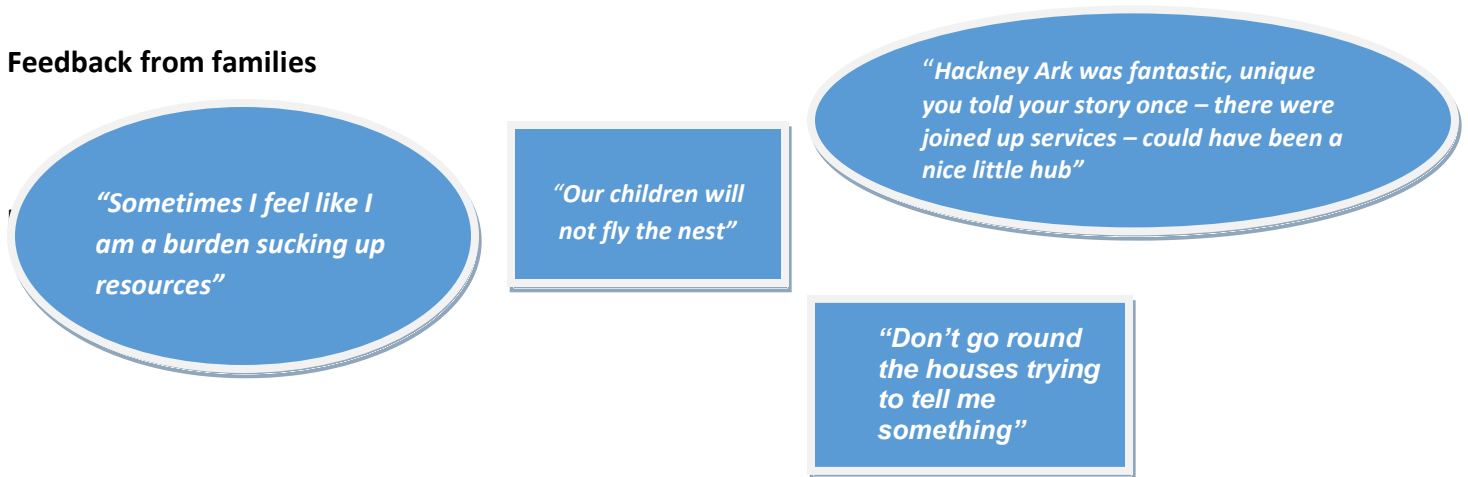 Feedback from families
“Hackney Ark was fantastic, unique
you told your story once – there were
joined up services – could have been a
nice little hub”
“Sometimes I feel like I
am a burden sucking up
resources”
“Our children will
not fly the nest”
“Don’t go round
the houses trying
to tell me
something”